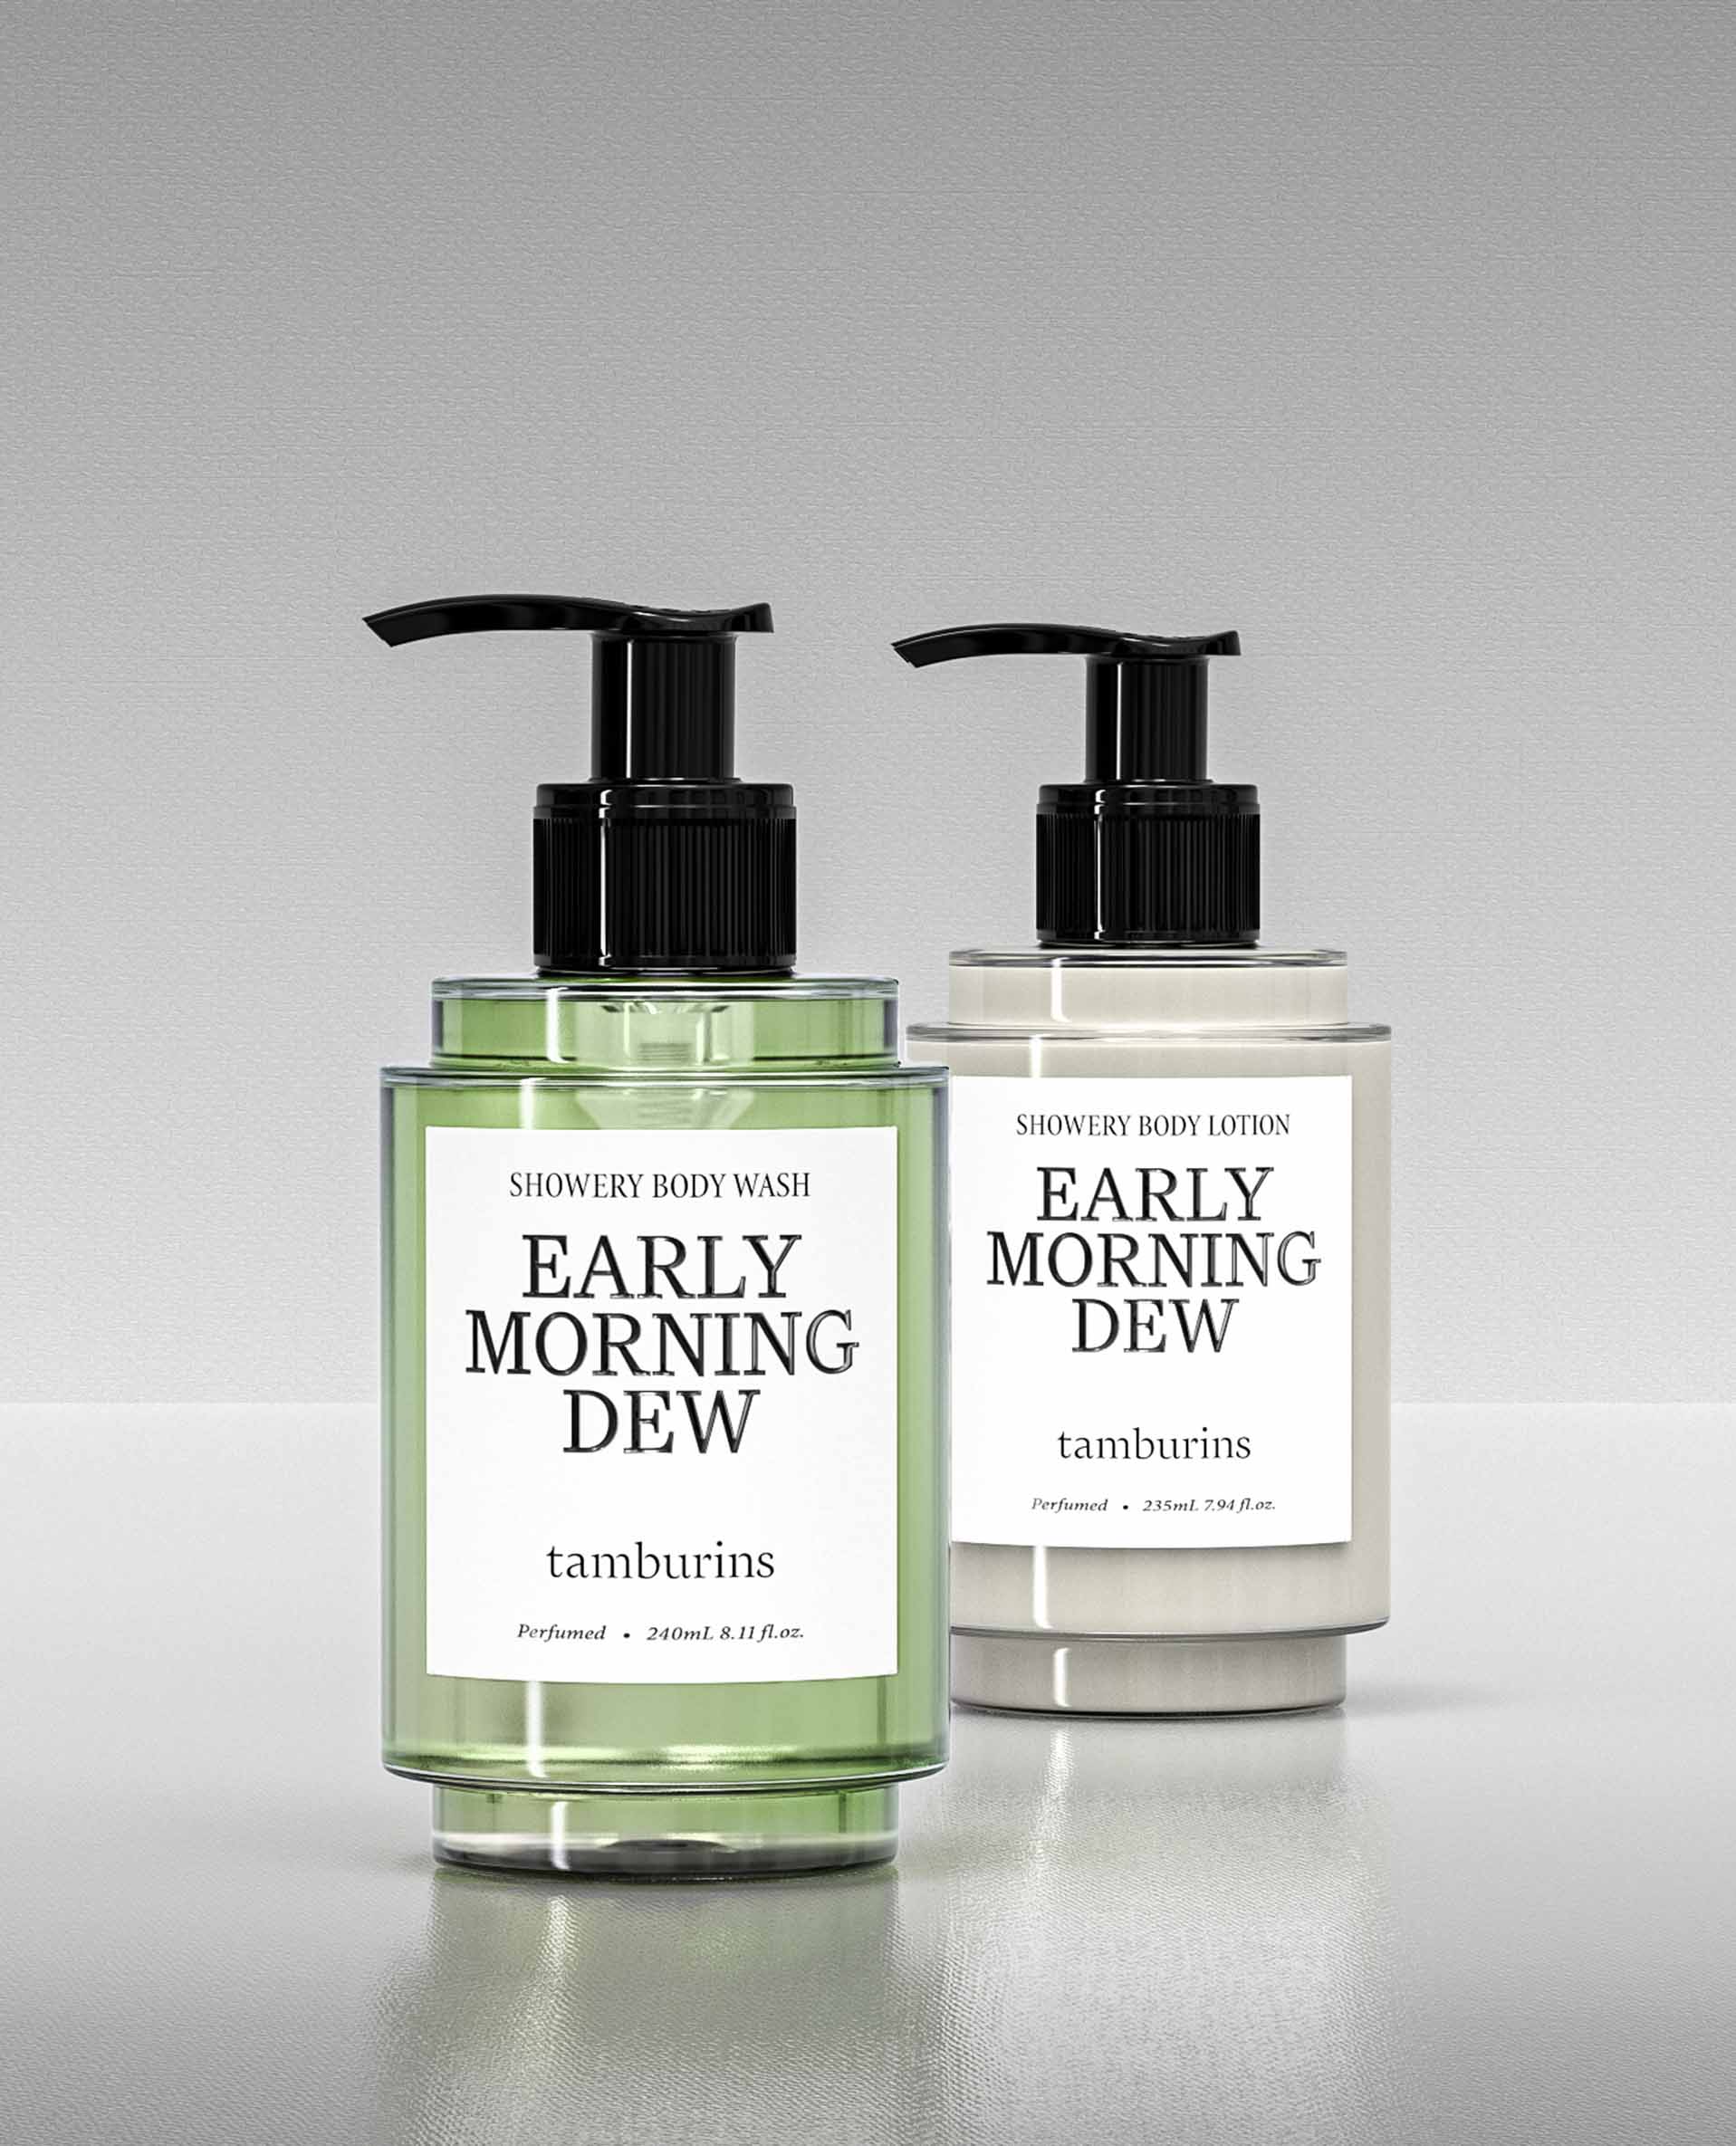 SHOWERY BODY WASH
EARLY
MORNING
DEW
tamburins
Perfumed • 240mL 8.11 fl.oz.
SHOWERY BODY LOTION
EARLY
MORNING
DEW
tamburins
Perfumed • 235mL 7.94 fl.oz.